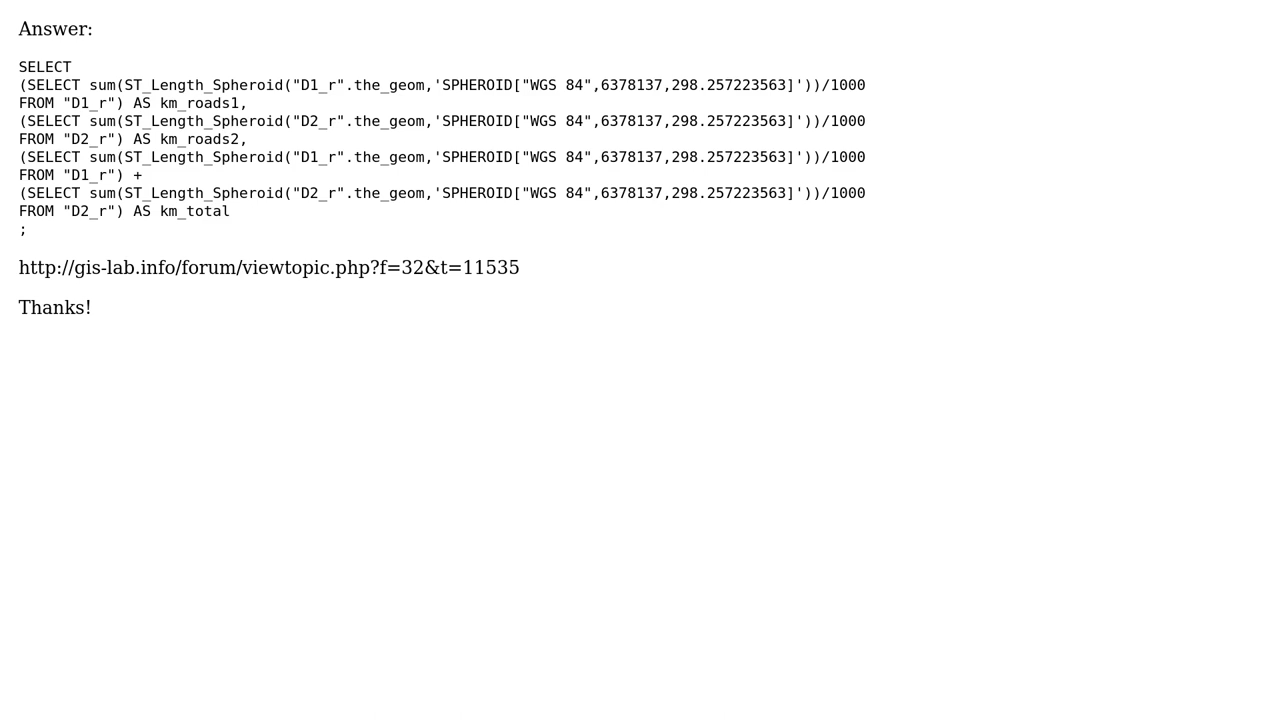 Answer:
SELECT
(SELECT sum(ST_Length_Spheroid("D1_r".the_geom,'SPHEROID["WGS 84",6378137,298.257223563]'))/1000
FROM "D1_r") AS km_roads1,
(SELECT sum(ST_Length_Spheroid("D2_r".the_geom,'SPHEROID["WGS 84",6378137,298.257223563]'))/1000
FROM "D2_r") AS km_roads2,
(SELECT sum(ST_Length_Spheroid("D1_r".the_geom,'SPHEROID["WGS 84",6378137,298.257223563]'))/1000
FROM "D1_r") +
(SELECT sum(ST_Length_Spheroid("D2_r".the_geom,'SPHEROID["WGS 84",6378137,298.257223563]'))/1000
FROM "D2_r") AS km_total
;
http://gis-lab.info/forum/viewtopic.php?f=32&t=11535
Thanks!